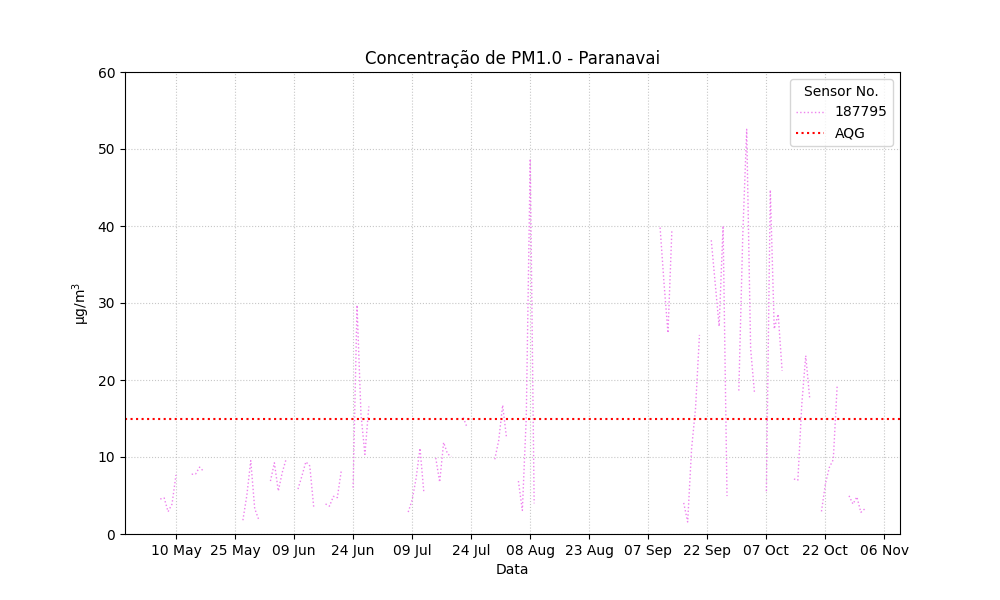 Concentração de PM1.0 - Paranavai
60
50
40
30
20
10
0
µg/m³
Sensor No.
187795
AQG
10 May 25 May 09 Jun 24 Jun 09 Jul 24 Jul 08 Aug 23 Aug 07 Sep 22 Sep 07 Oct 22 Oct 06 Nov
Data